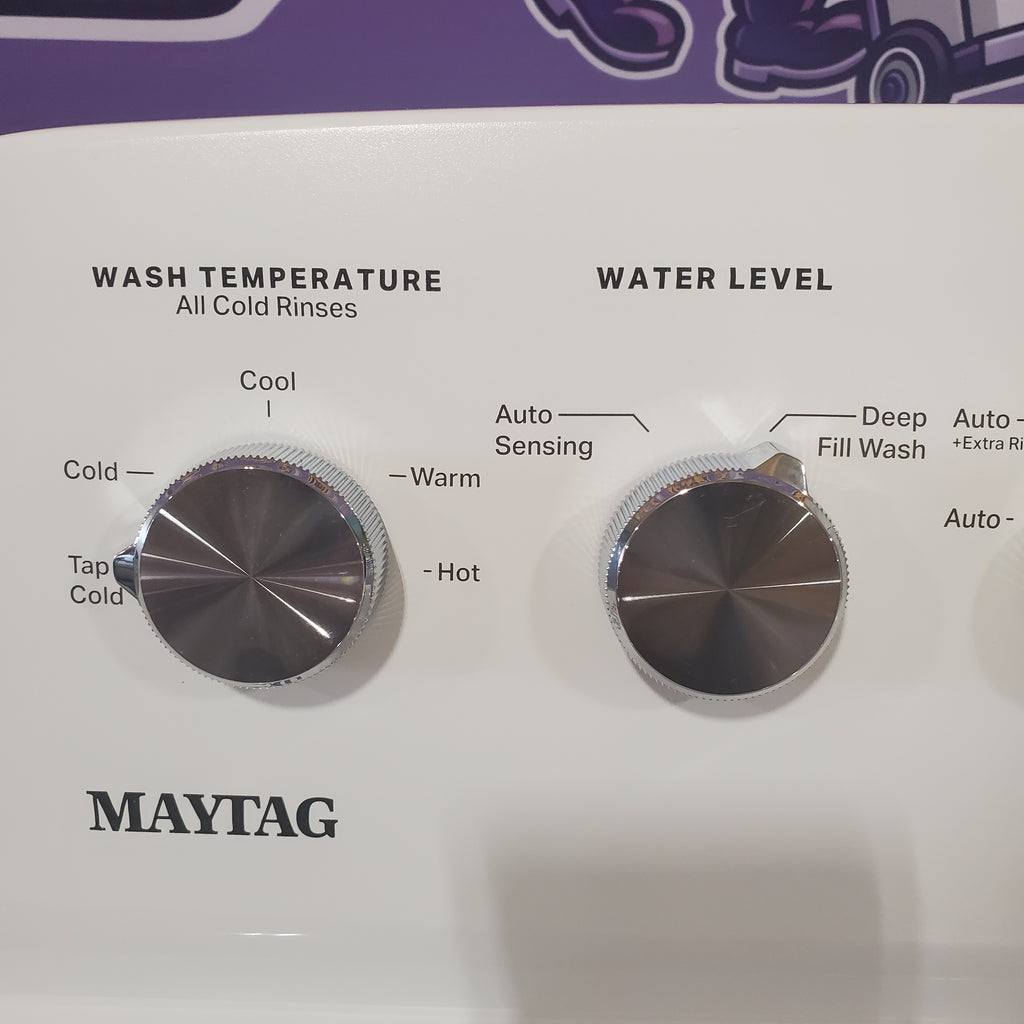 WASH TEMPERATURE
All Cold Rinses
Cool
Cold
Warm
Tap
Cold
Hot
WATER LEVEL
Auto
Sensing
Deep
Fill Wash
Auto
+Extra
Auto
MAYTAG